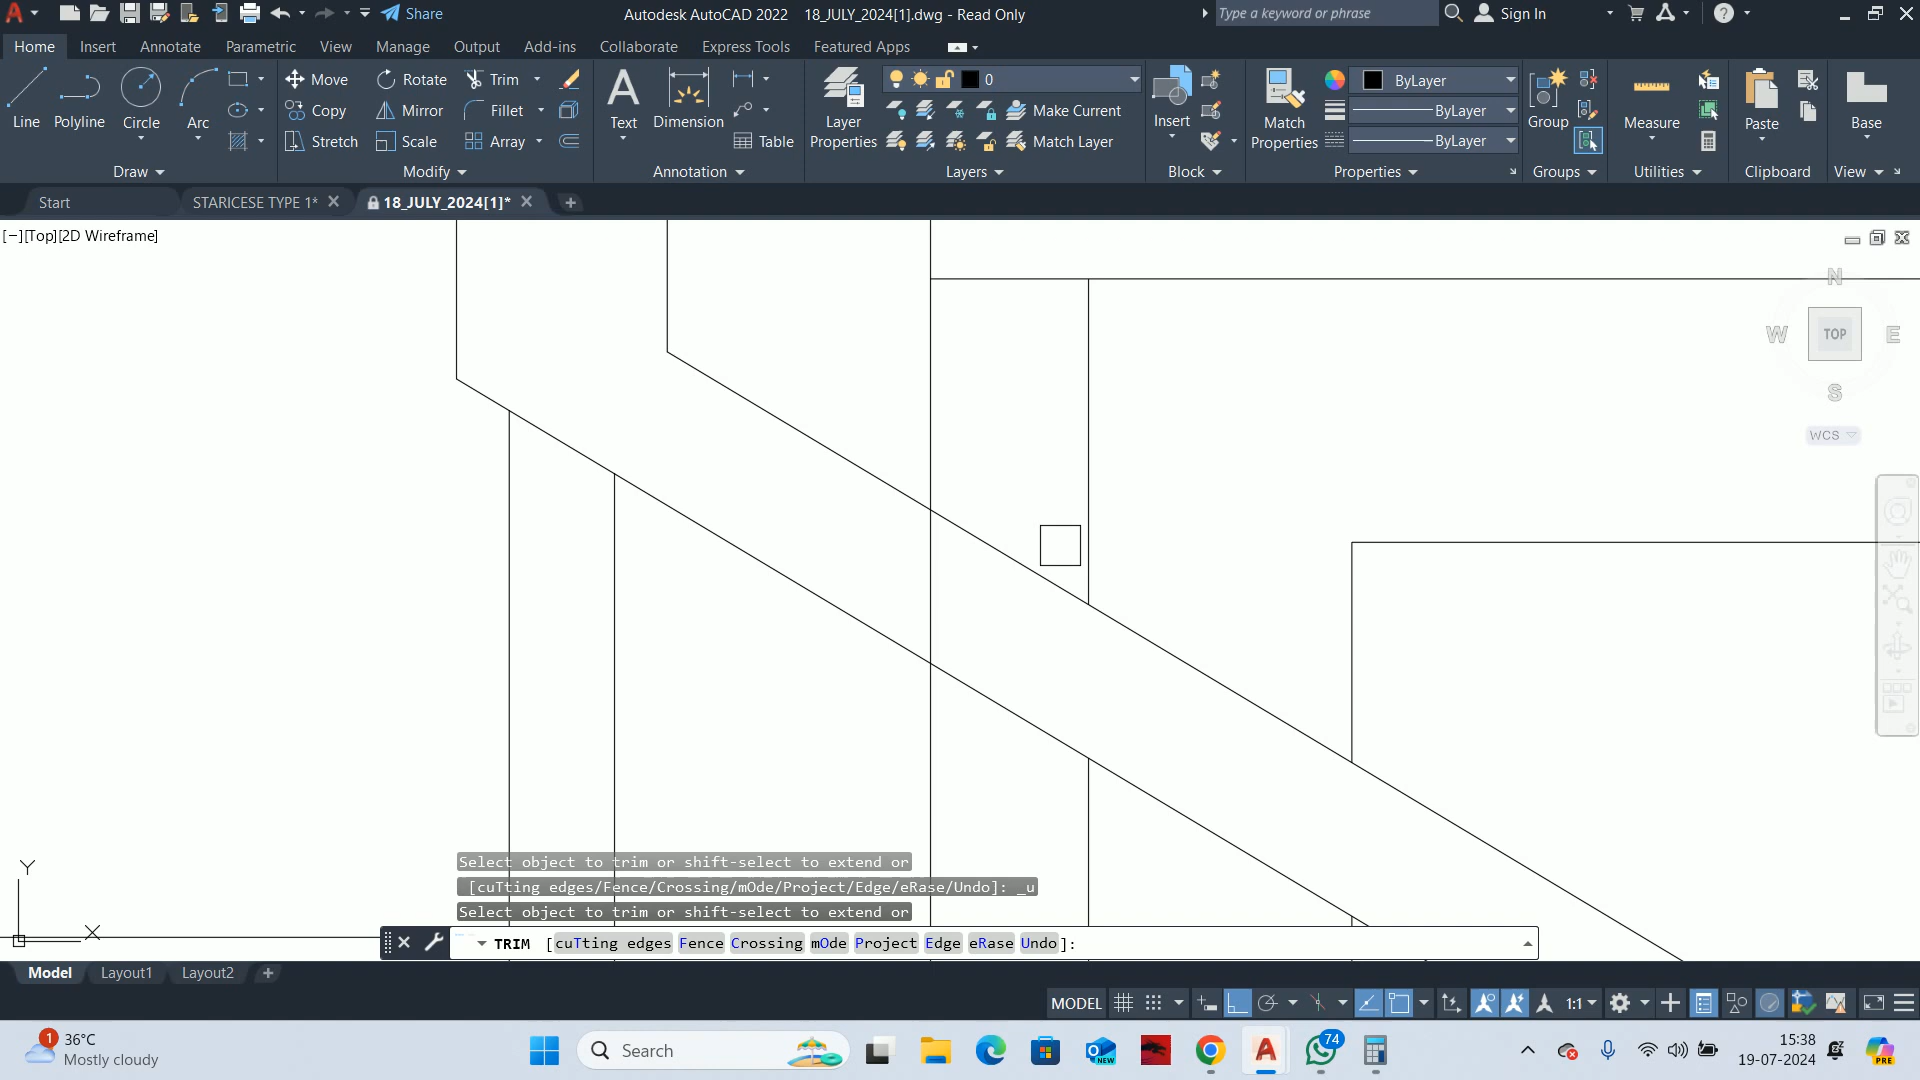 Share
Autodesk AutoCAD 2022 18_JULY_2024[1].dwg - Read Only
Type a keyword or phrase
Sign In
Home Insert Annotate Parametric View Manage Output Add-ins Collaborate Express Tools Featured Apps
Line
Polyline
Circle
Arc
Draw
Move
Rotate
Trim
Copy
Mirror
Fillet
Stretch
Scale
Array
Modify
Text
Dimension
Table
Annotation
Layer
Properties
0
Make Current
Match Layer
Layers
Insert
Block
Match
Properties
ByLayer
ByLayer
ByLayer
Properties
Group
Groups
Measure
Utilities
Paste
Clipboard
Base
View
Start
STARICESE TYPE 1*
18_JULY_2024[1]*
[−][Top][2D Wireframe]
N
W
TOP
E
S
WCS
Y
X
Select object to trim or shift-select to extend or
[cuTting edges/Fence/Crossing/mOde/Project/Edge/eRase/Undo]: _u
Select object to trim or shift-select to extend or
TRIM [cuTting edges Fence Crossing mOde Project Edge eRase Undo]:
Model Layout1 Layout2
MODEL
1:1
1
36°C
Mostly cloudy
Search
NEW
74
15:38
19-07-2024
PRE